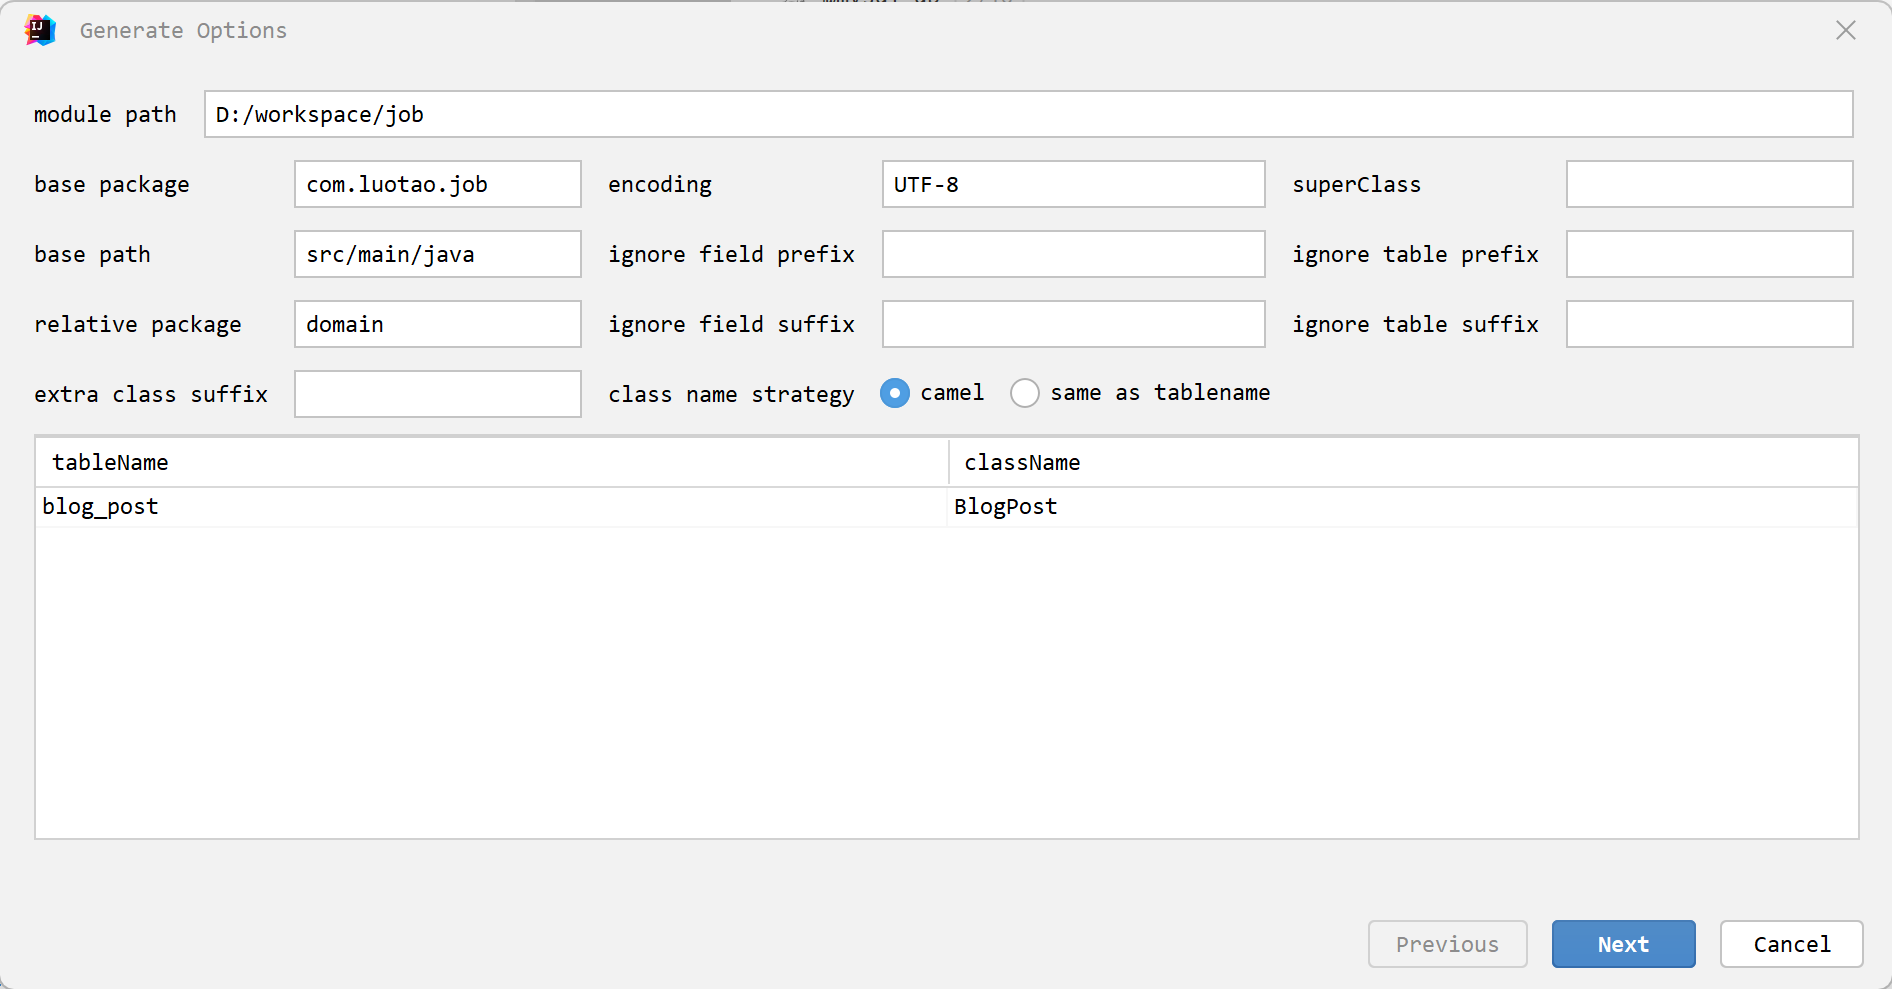 Generate Options
module path D:/workspace/job
base package com.luotao.job encoding UTF-8 superClass
base path src/main/java ignore field prefix ignore table prefix
relative package domain ignore field suffix ignore table suffix
extra class suffix class name strategy camel same as tablename
tableName className
blog_post BlogPost
Previous Next Cancel